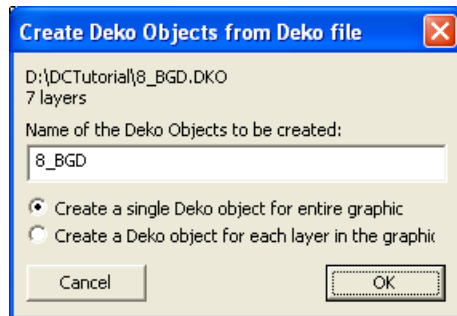 Create Deko Objects from Deko file
D:\DCTutorial\8_BGD.DKO
7 layers
Name of the Deko Objects to be created:
8_BGD
Create a single Deko object for entire graphic
Create a Deko object for each layer in the graphic
Cancel
OK